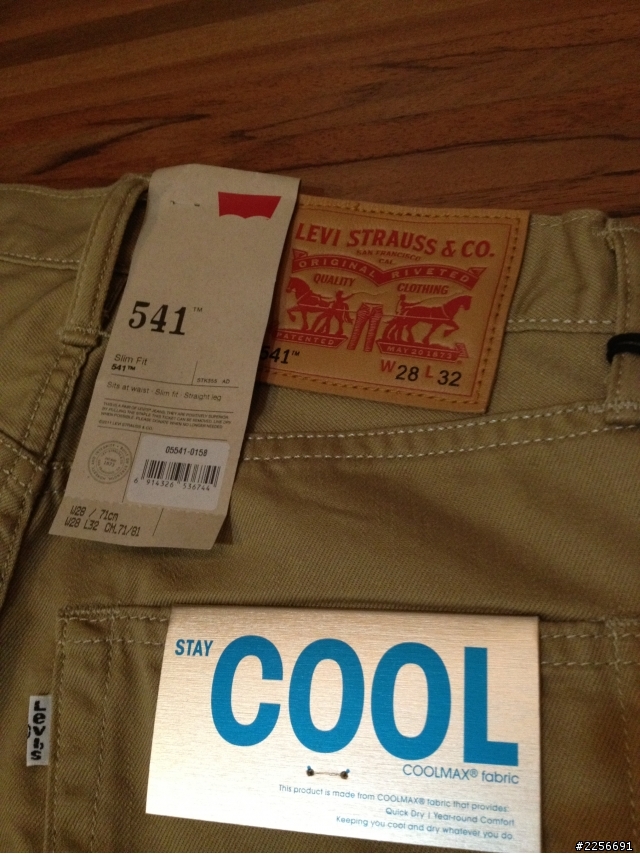 LEVI STRAUSS & CO.
SAN FRANCISCO
CAL.
ORIGINAL RIVETED
QUALITY CLOTHING
PATENTED MAY 20 1873
541™
W 28 L 32
541™
Slim Fit
541™
Sits at waist · Slim fit · Straight leg
05541-0158
6 914326 536744
W28 / 71cm
W28 L32 CM.71/81
STAY
COOL
COOLMAX® fabric
This product is made from COOLMAX® fabric that provides:
Quick Dry | Year-round Comfort
Keeping you cool and dry whatever you do.
Levi's
#2256691